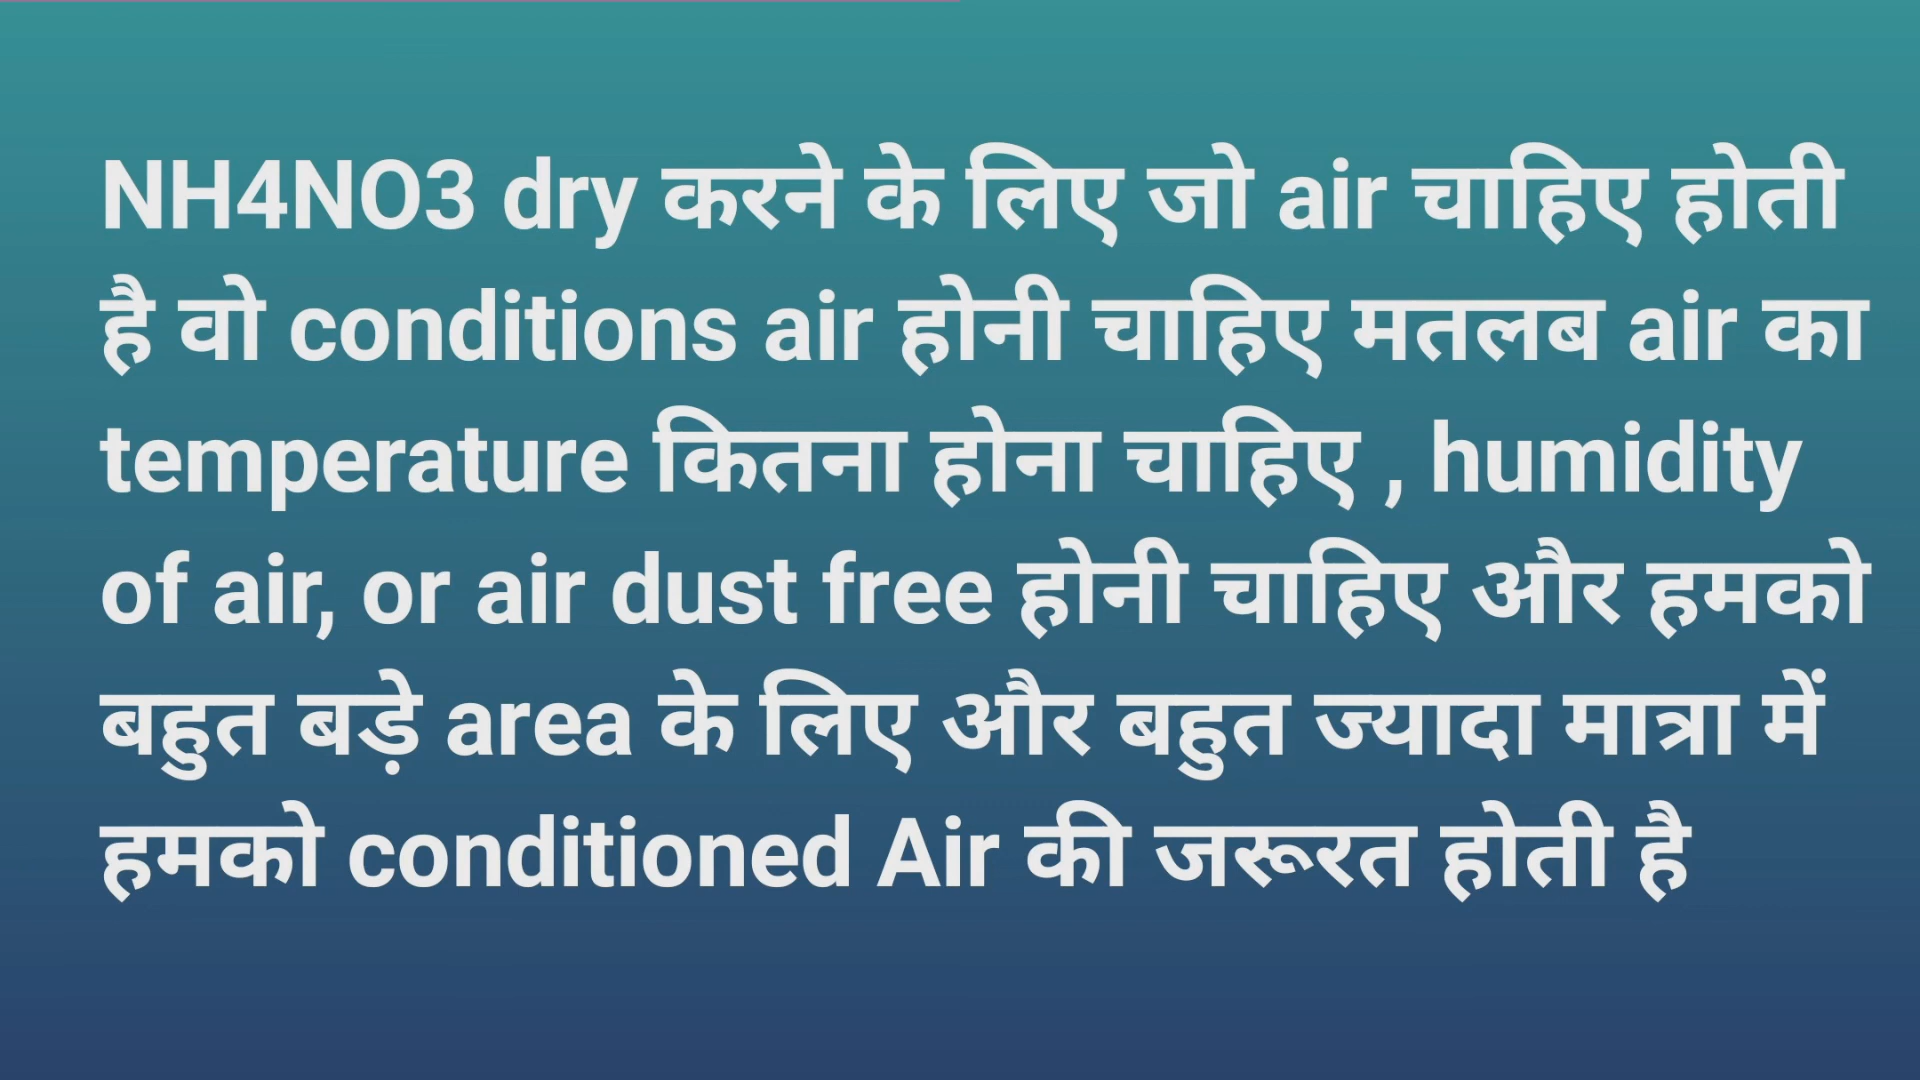 NH4NO3 dry करने के लिए जो air चाहिए होती
है वो conditions air होनी चाहिए मतलब air का
temperature कितना होना चाहिए , humidity
of air, or air dust free होनी चाहिए और हमको
बहुत बड़े area के लिए और बहुत ज्यादा मात्रा में
हमको conditioned Air की जरूरत होती है